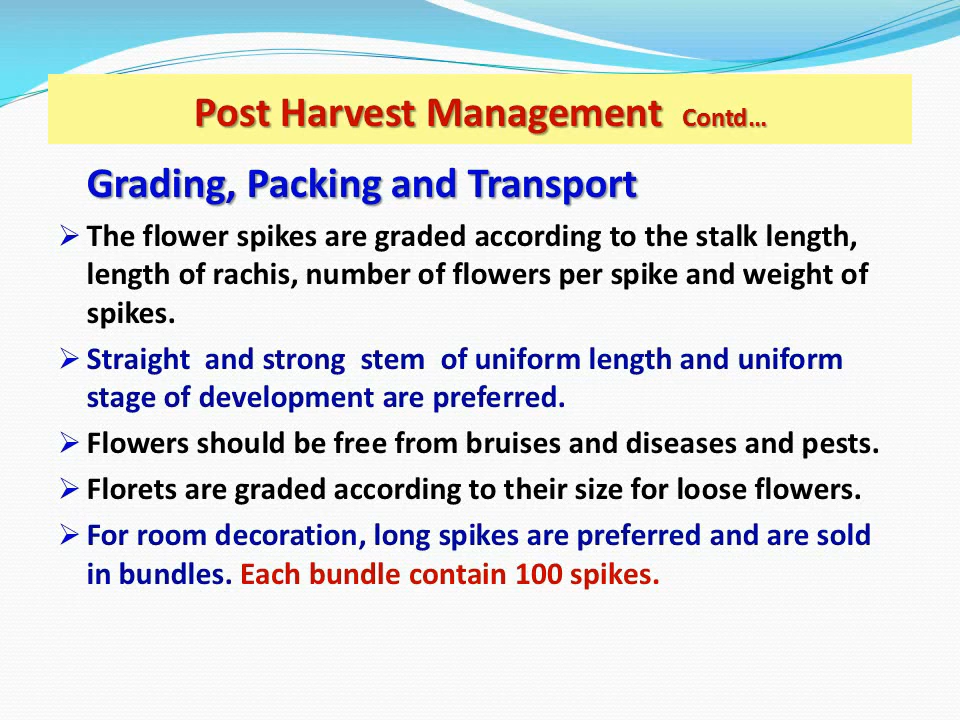 Post Harvest Management Contd...
Grading, Packing and Transport
➢ The flower spikes are graded according to the stalk length,
length of rachis, number of flowers per spike and weight of
spikes.
➢ Straight and strong stem of uniform length and uniform
stage of development are preferred.
➢ Flowers should be free from bruises and diseases and pests.
➢ Florets are graded according to their size for loose flowers.
➢ For room decoration, long spikes are preferred and are sold
in bundles. Each bundle contain 100 spikes.